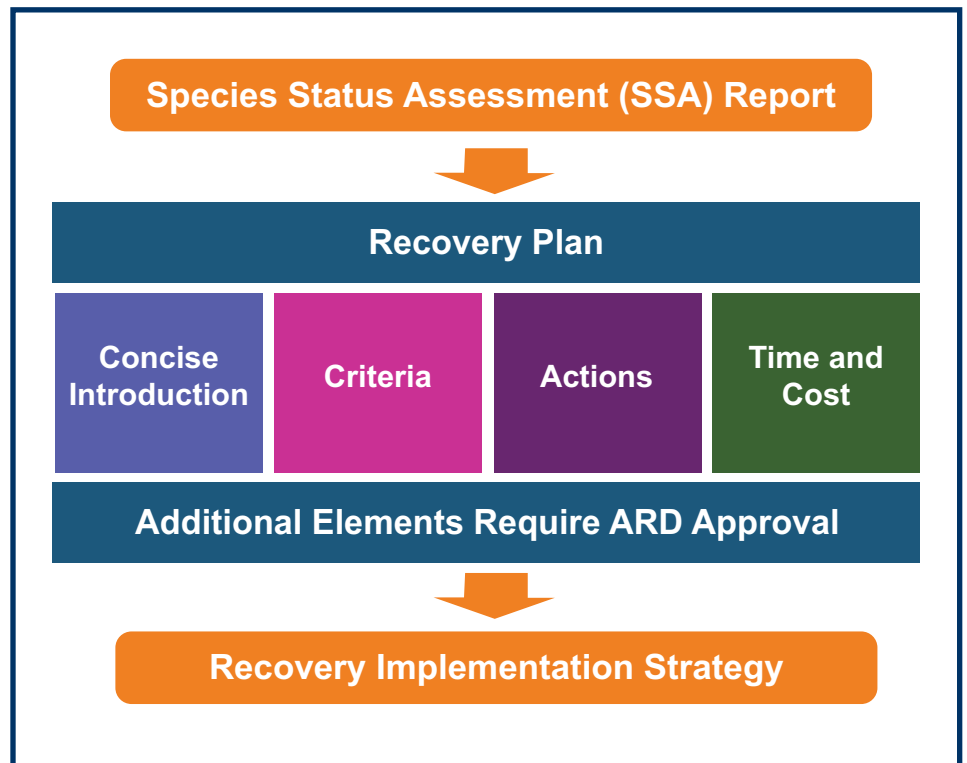 Species Status Assessment (SSA) Report
Recovery Plan
Concise
Introduction
Criteria
Actions
Time and
Cost
Additional Elements Require ARD Approval
Recovery Implementation Strategy